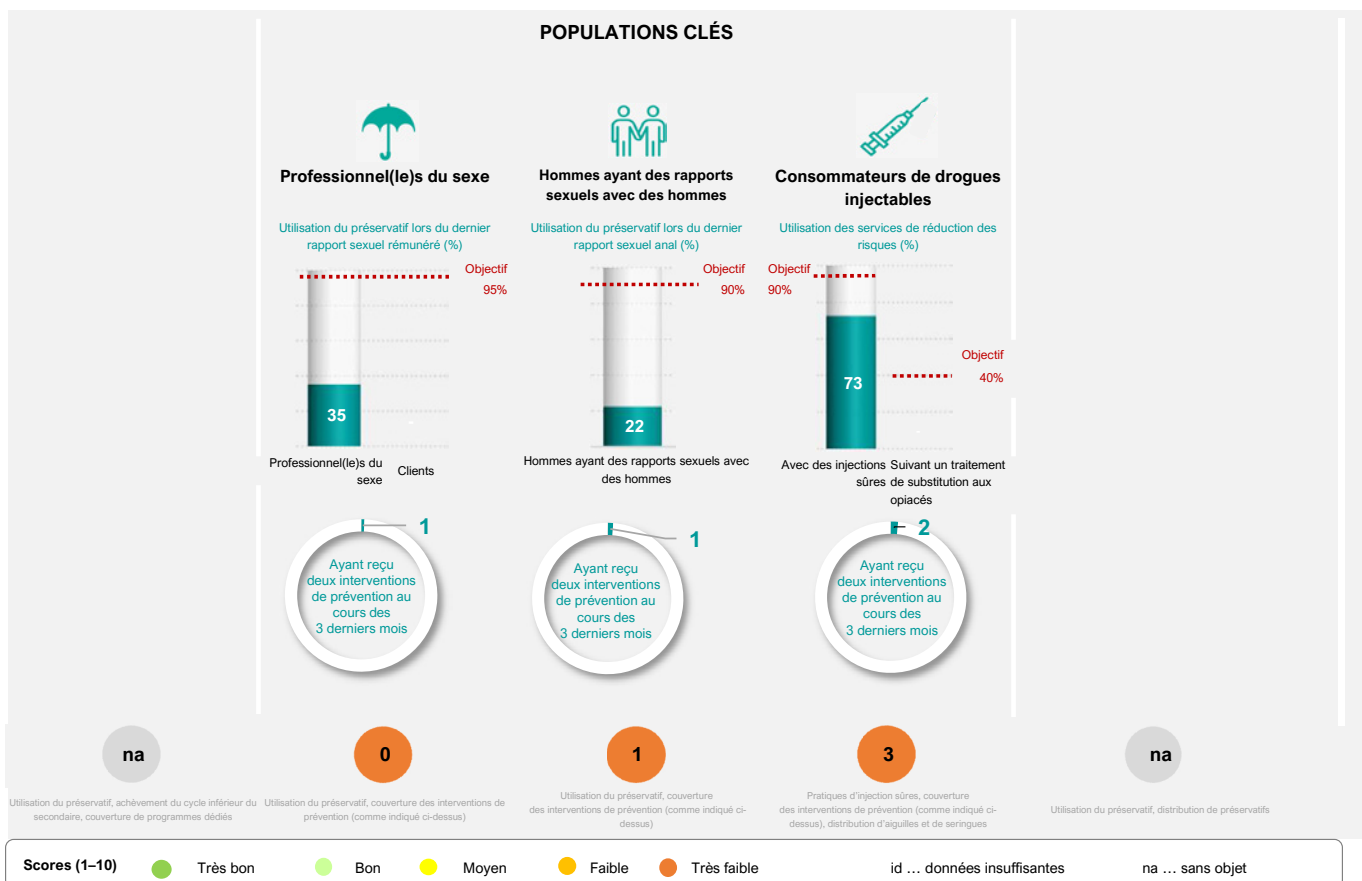 POPULATIONS CLÉS
Professionnel(le)s du sexe
Utilisation du préservatif lors du dernier
rapport sexuel rémunéré (%)
Objectif
95%
35
Professionnel(le)s du
sexe
Clients
1
Ayant reçu
deux interventions
de prévention au
cours des
3 derniers mois
Hommes ayant des rapports
sexuels avec des hommes
Utilisation du préservatif lors du dernier
rapport sexuel anal (%)
Objectif
90%
22
Hommes ayant des rapports sexuels avec
des hommes
1
Ayant reçu
deux interventions
de prévention au
cours des
3 derniers mois
Consommateurs de drogues
injectables
Utilisation des services de réduction des
risques (%)
Objectif
90%
Objectif
40%
73
Avec des injections
sûres
Suivant un traitement
de substitution aux
opiacés
2
Ayant reçu
deux interventions
de prévention au
cours des
3 derniers mois
na
0
1
3
na
Utilisation du préservatif, achèvement du cycle inférieur du
secondaire, couverture de programmes dédiés
Utilisation du préservatif, couverture des interventions de
prévention (comme indiqué ci-dessus)
Utilisation du préservatif, couverture
des interventions de prévention (comme indiqué ci-
dessus)
Pratiques d'injection sûres, couverture
des interventions de prévention (comme indiqué ci-
dessus), distribution d'aiguilles et de seringues
Utilisation du préservatif, distribution de préservatifs
Scores (1–10) Très bon Bon Moyen Faible Très faible id … données insuffisantes na … sans objet